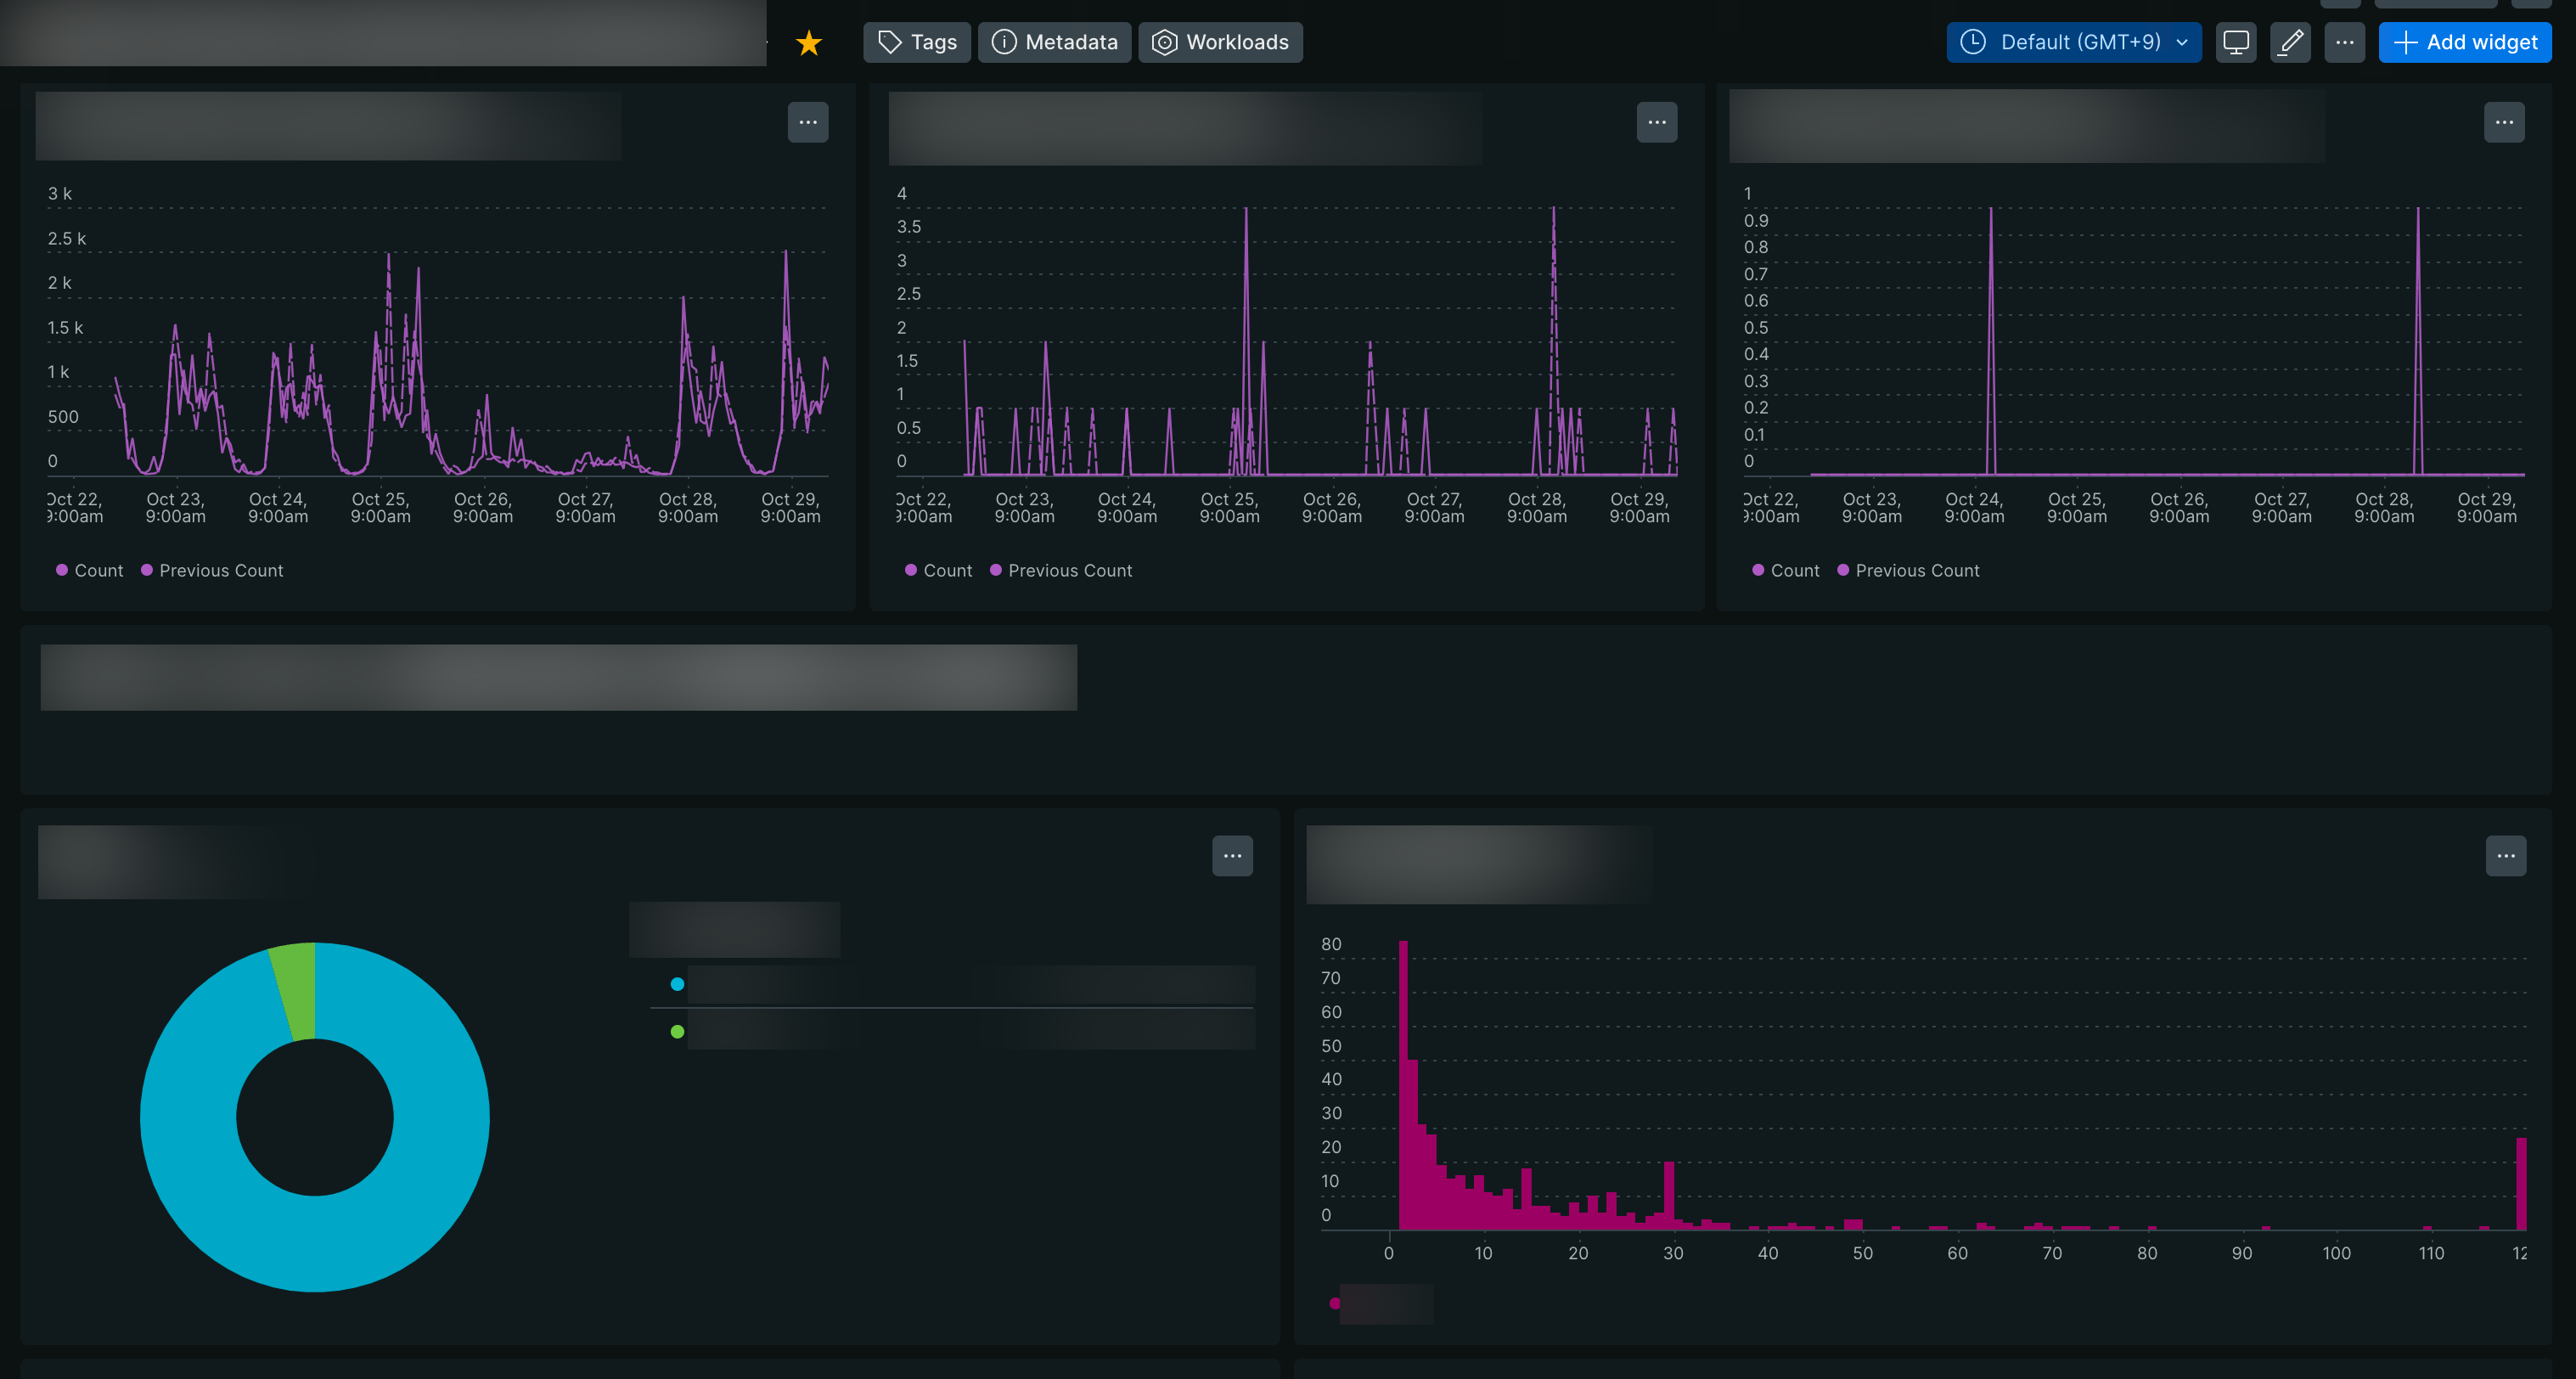 Tags Metadata Workloads Default (GMT+9) Add widget
3 k
2.5 k
2 k
1.5 k
1 k
500
0
Oct 22, Oct 23, Oct 24, Oct 25, Oct 26, Oct 27, Oct 28, Oct 29,
9:00am 9:00am 9:00am 9:00am 9:00am 9:00am 9:00am 9:00am
Count Previous Count
4
3.5
3
2.5
2
1.5
1
0.5
0
Oct 22, Oct 23, Oct 24, Oct 25, Oct 26, Oct 27, Oct 28, Oct 29,
9:00am 9:00am 9:00am 9:00am 9:00am 9:00am 9:00am 9:00am
Count Previous Count
1
0.9
0.8
0.7
0.6
0.5
0.4
0.3
0.2
0.1
0
Oct 22, Oct 23, Oct 24, Oct 25, Oct 26, Oct 27, Oct 28, Oct 29,
9:00am 9:00am 9:00am 9:00am 9:00am 9:00am 9:00am 9:00am
Count Previous Count
80
70
60
50
40
30
20
10
0
0 10 20 30 40 50 60 70 80 90 100 110 12